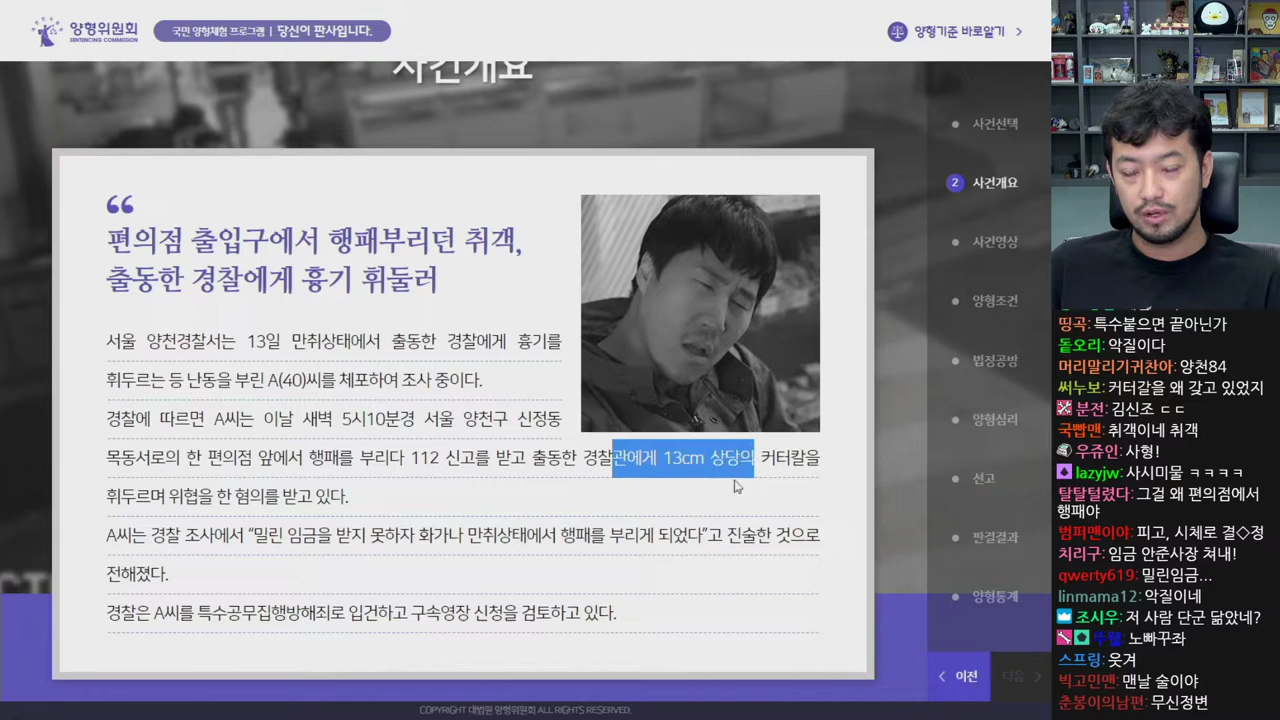 양형위원회
SENTENCING COMMISSION
국민 양형체험 프로그램 | 당신이 판사입니다.
양형기준 바로알기
사건개요
사건선택
2 사건개요
사건영상
양형조건
법정공방
양형심리
선고
판결결과
양형통계
편의점 출입구에서 행패부리던 취객,
출동한 경찰에게 흉기 휘둘러
서울 양천경찰서는 13일 만취상태에서 출동한 경찰에게 흉기를
휘두르는 등 난동을 부린 A(40)씨를 체포하여 조사 중이다.
경찰에 따르면 A씨는 이날 새벽 5시10분경 서울 양천구 신정동
목동서로의 한 편의점 앞에서 행패를 부리다 112 신고를 받고 출동한 경찰관에게 13cm 상당의 커터칼을
휘두르며 위협을 한 혐의를 받고 있다.
A씨는 경찰 조사에서 “밀린 임금을 받지 못하자 화가나 만취상태에서 행패를 부리게 되었다”고 진술한 것으로
전해졌다.
경찰은 A씨를 특수공무집행방해죄로 입건하고 구속영장 신청을 검토하고 있다.
이전
다음
COPYRIGHT 대법원 양형위원회 ALL RIGHTS RESERVED.
띵곡: 특수붙으면 끝아닌가
돌오리: 악질이다
머리말리기귀찬아: 양천84
써누보: 커터갈을 왜 갖고 있었지
분전: 김신조 ㄷㄷ
국빱맨: 취객이네 취객
우쥬인: 사형!
lazyjw: 사시미물 ㅋㅋㅋㅋ
탈탈털렸다: 그걸 왜 편의점에서
행패야
범퍼맨이야: 피고, 시체로 결◇정
치리구: 임금 안준사장 쳐내!
qwerty619: 밀린임금...
linmama12: 악질이네
조시우: 저 사람 단군 닮았네?
뚜웰: 노빠꾸좌
스프링: 웃겨
빅고민맨: 맨날 술이야
춘봉이의남편: 무신정변